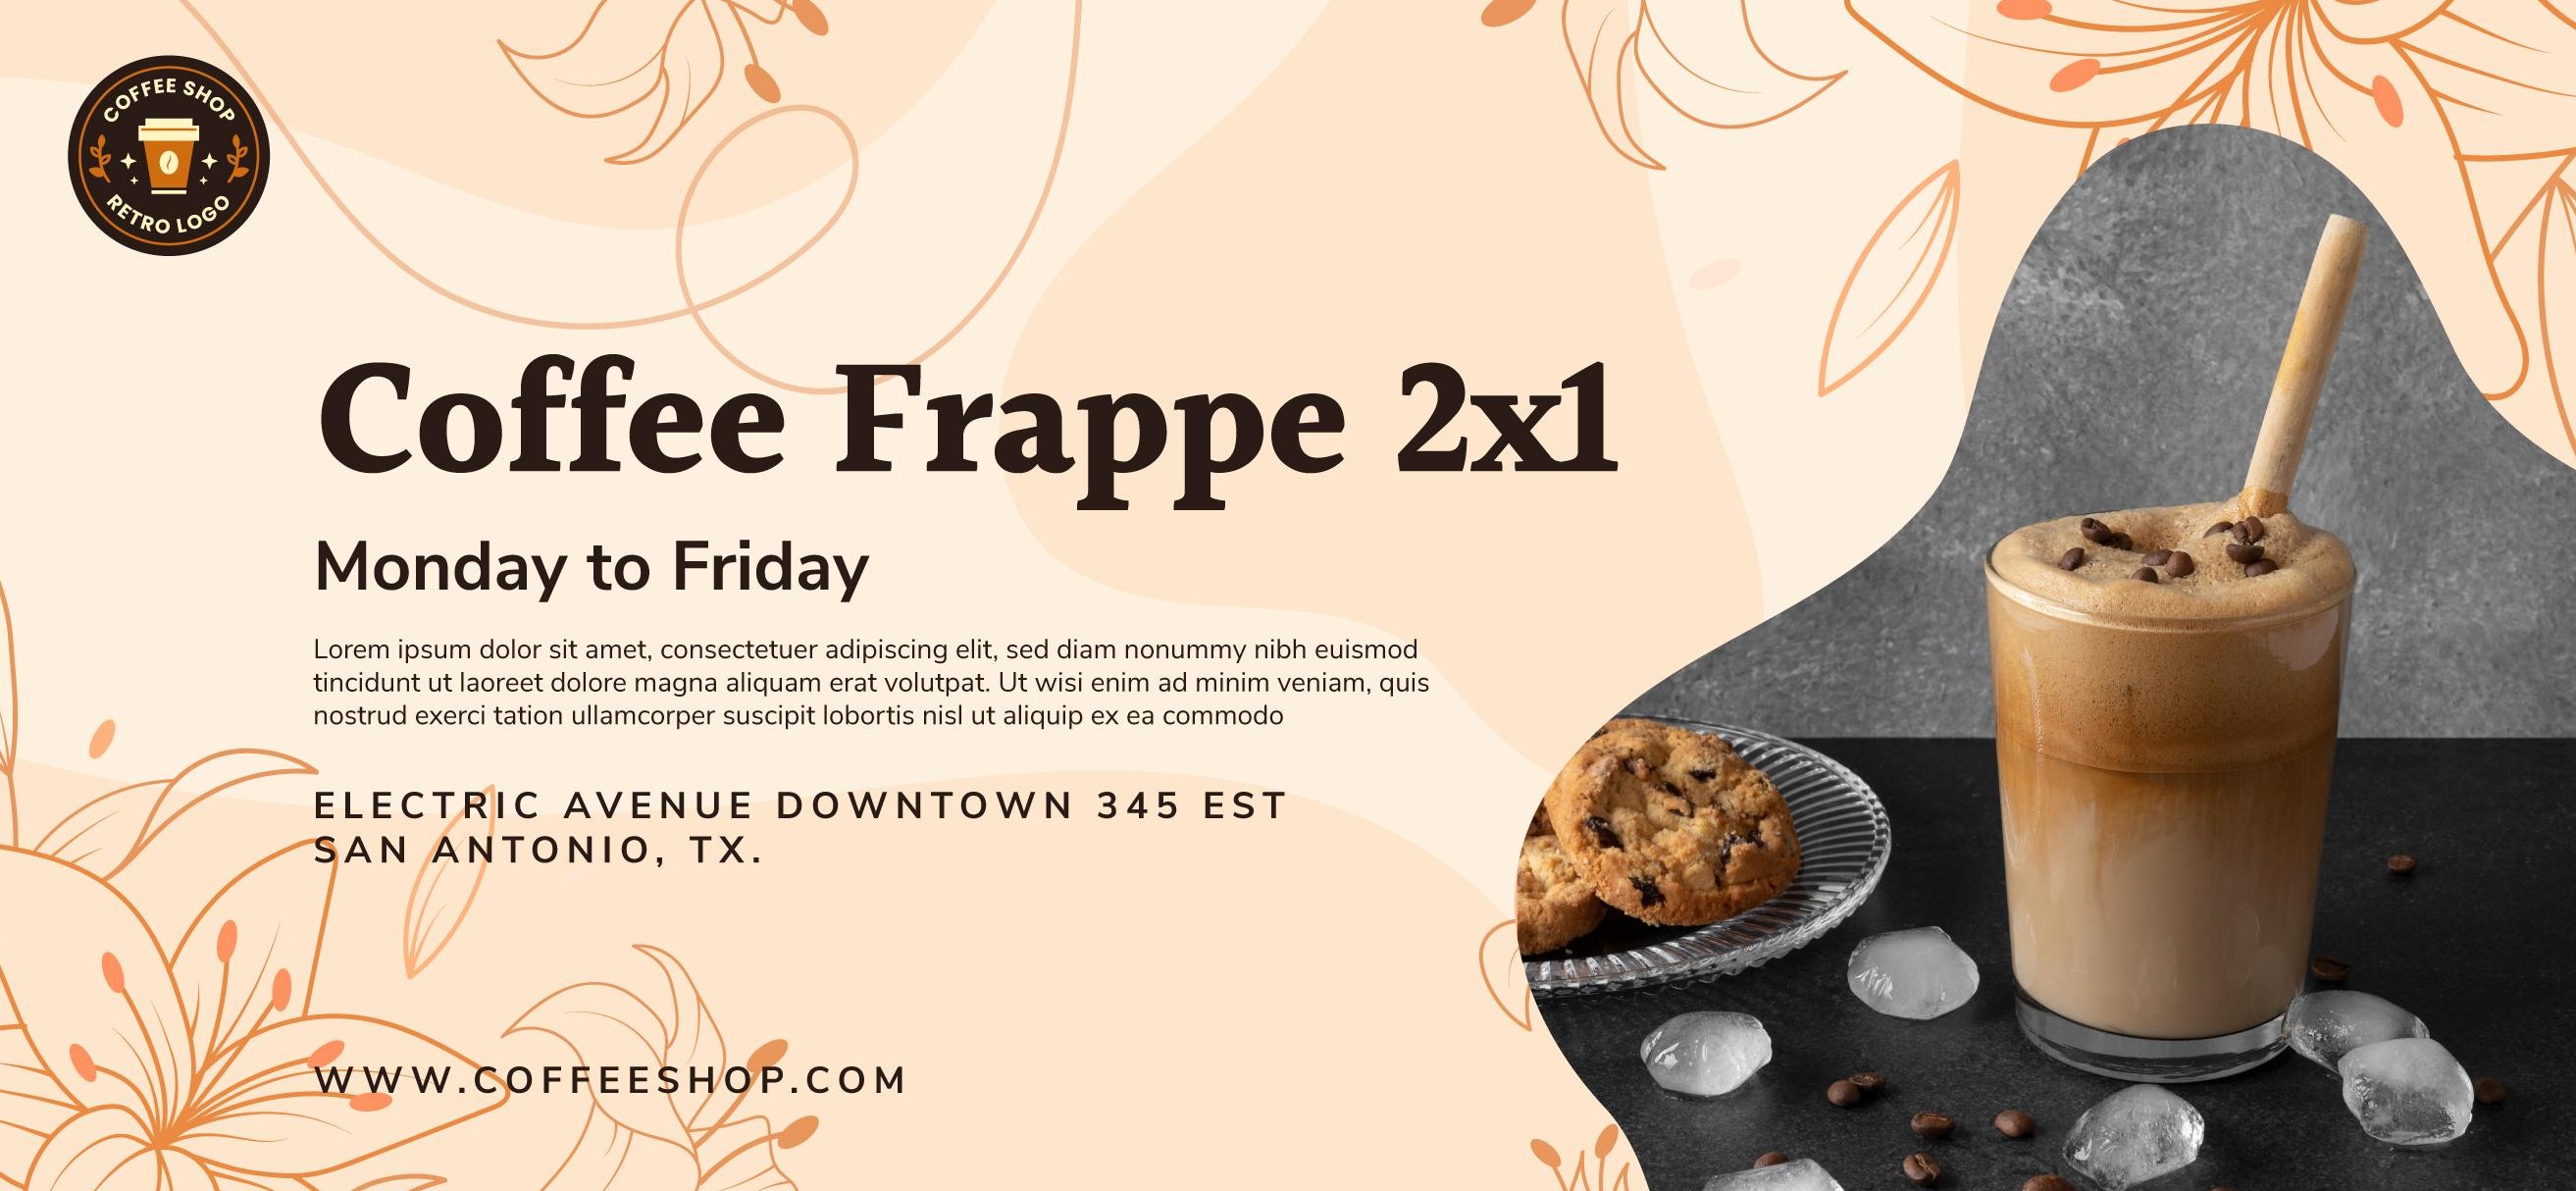 COFFEE SHOP
RETRO LOGO
Coffee Frappe 2x1
Monday to Friday
Lorem ipsum dolor sit amet, consectetuer adipiscing elit, sed diam nonummy nibh euismod
tincidunt ut laoreet dolore magna aliquam erat volutpat. Ut wisi enim ad minim veniam, quis
nostrud exerci tation ullamcorper suscipit lobortis nisl ut aliquip ex ea commodo
ELECTRIC AVENUE DOWNTOWN 345 EST
SAN ANTONIO, TX.
WWW.COFFEESHOP.COM